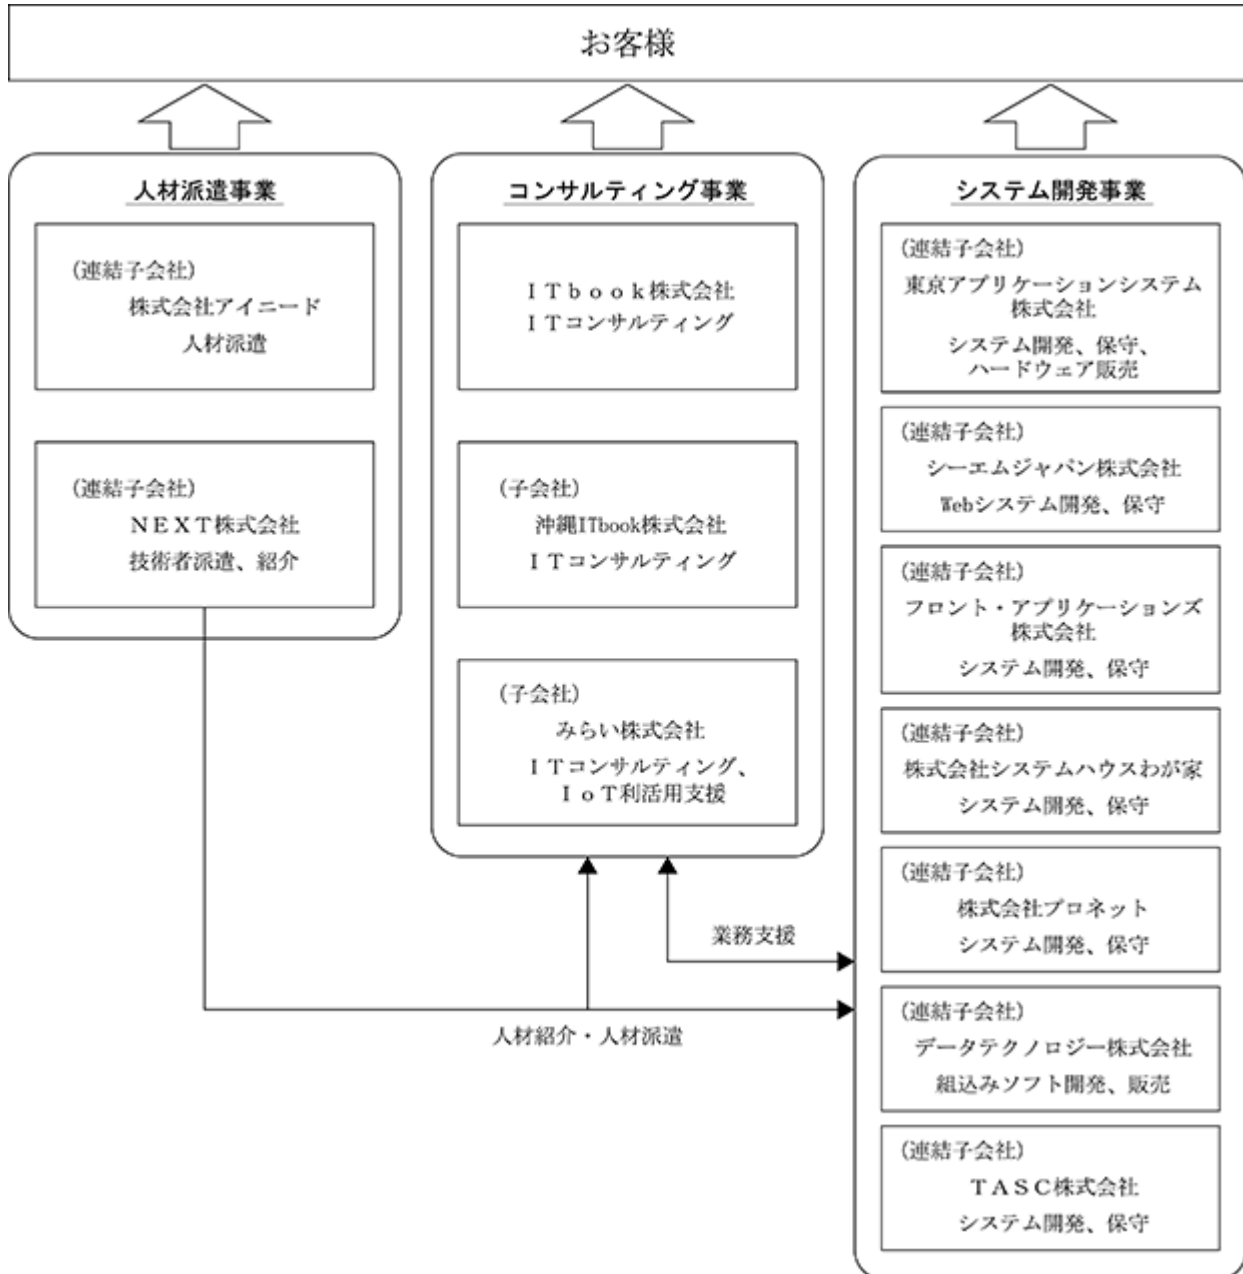 お客様
人材派遣事業
(連結子会社)
株式会社アイニード
人材派遣
(連結子会社)
ＮＥＸＴ株式会社
技術者派遣、紹介
コンサルティング事業
ＩＴｂｏｏｋ株式会社
ＩＴコンサルティング
(子会社)
沖縄ITbook株式会社
ＩＴコンサルティング
(子会社)
みらい株式会社
ＩＴコンサルティング、
ＩｏＴ利活用支援
システム開発事業
(連結子会社)
東京アプリケーションシステム
株式会社
システム開発、保守、
ハードウェア販売
(連結子会社)
シーエムジャパン株式会社
Webシステム開発、保守
(連結子会社)
フロント・アプリケーションズ
株式会社
システム開発、保守
(連結子会社)
株式会社システムハウスわが家
システム開発、保守
(連結子会社)
株式会社プロネット
システム開発、保守
(連結子会社)
データテクノロジー株式会社
組込みソフト開発、販売
(連結子会社)
ＴＡＳＣ株式会社
システム開発、保守
業務支援
人材紹介・人材派遣